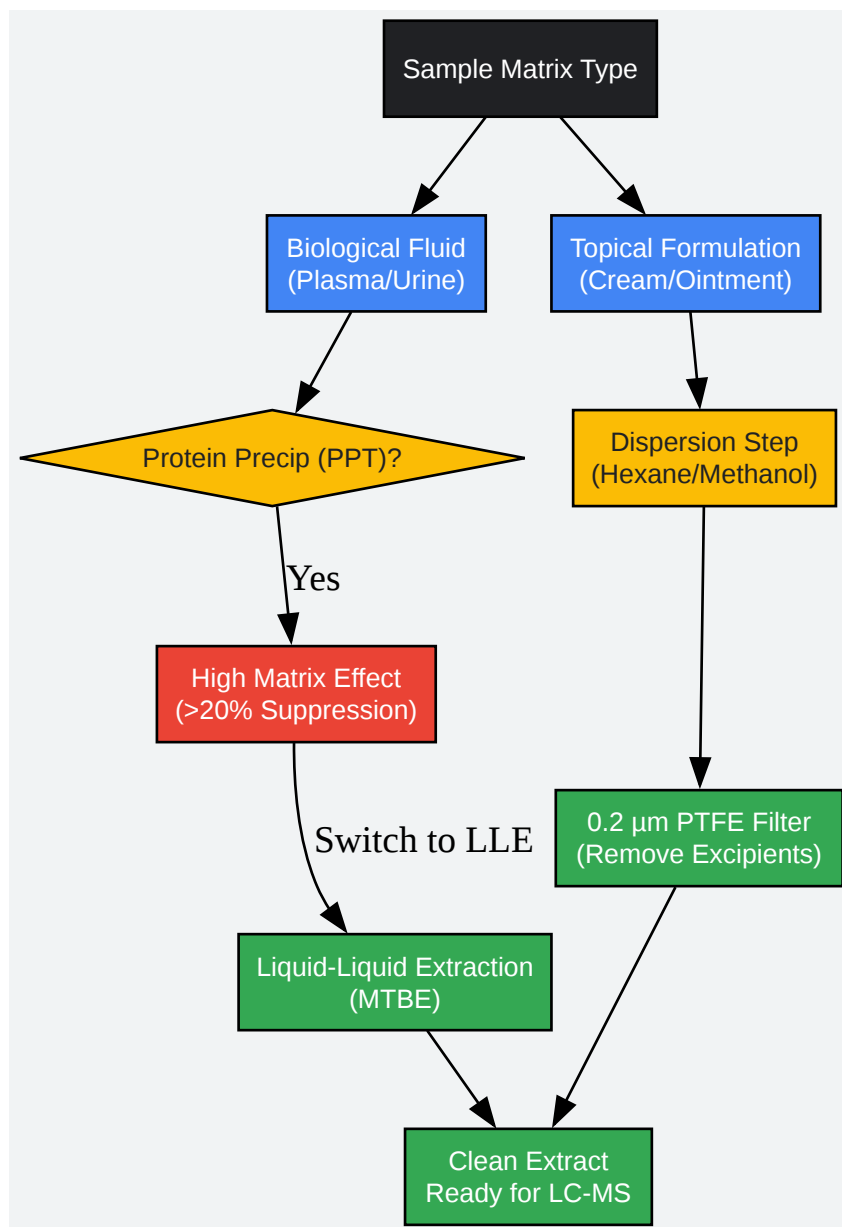 Sample Matrix Type
Biological Fluid
(Plasma/Urine)
Topical Formulation
(Cream/Ointment)
Protein Precip (PPT)?
Dispersion Step
(Hexane/Methanol)
Yes
High Matrix Effect
(>20% Suppression)
Switch to LLE
0.2 µm PTFE Filter
(Remove Excipients)
Liquid-Liquid Extraction
(MTBE)
Clean Extract
Ready for LC-MS